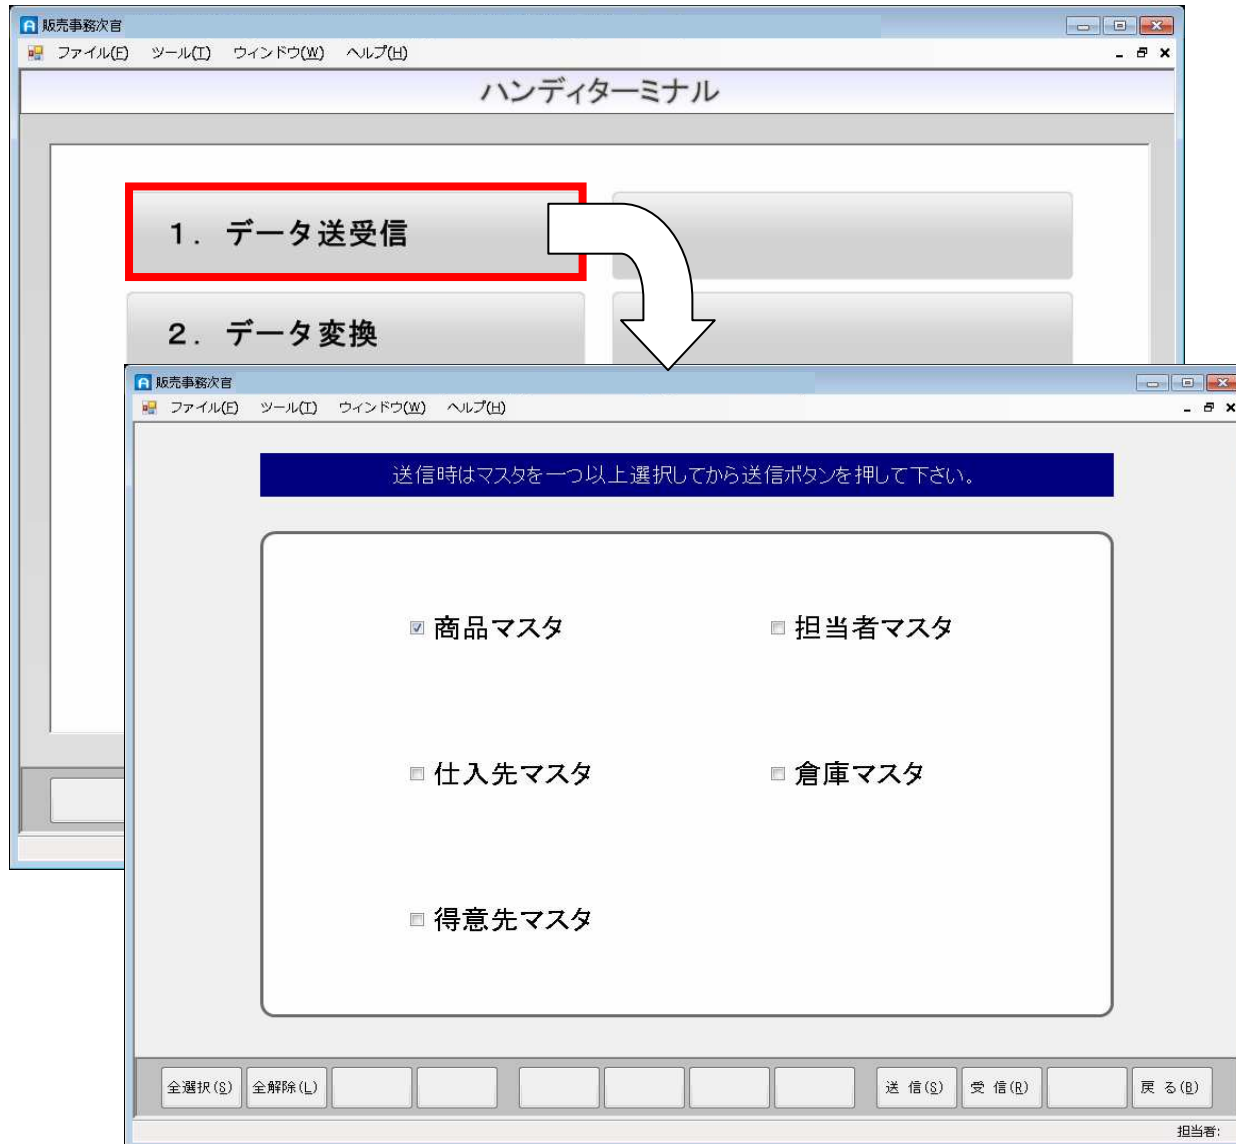 販売事務次官
ファイル(F) ツール(T) ウィンドウ(W) ヘルプ(H)
ハンディターミナル
1. データ送受信
2. データ変換
販売事務次官
ファイル(F) ツール(T) ウィンドウ(W) ヘルプ(H)
送信時はマスタを一つ以上選択してから送信ボタンを押して下さい。
商品マスタ 担当者マスタ
仕入先マスタ 倉庫マスタ
得意先マスタ
全選択(S) 全解除(L) 送 信(S) 受 信(R) 戻 る(B)
担当者: